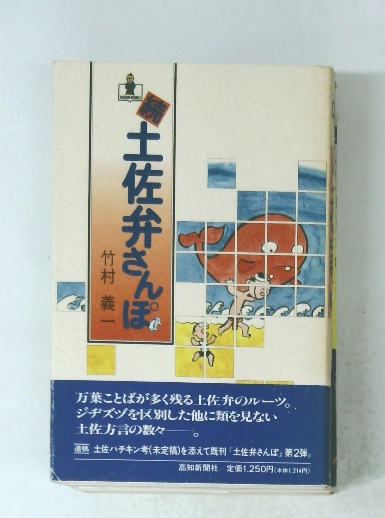 続
土佐弁さんぽ
竹村 義一
万葉ことばが多く残る土佐弁のルーツ。
ジヂズヅを区別した他に類を見ない
土佐方言の数々――。
遺稿 土佐ハチキン考(未定稿)を添えて既刊「土佐弁さんぽ」第2弾。
高知新聞社／定価1,250円(本体1,214円)